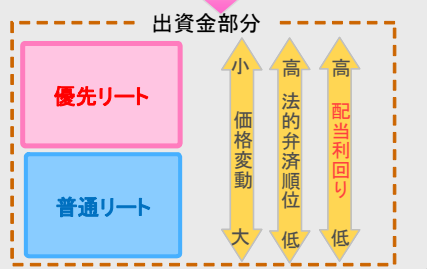 出資金部分
優先リート
普通リート
小
価格変動
大
高
法的弁済順位
低
高
配当利回り
低